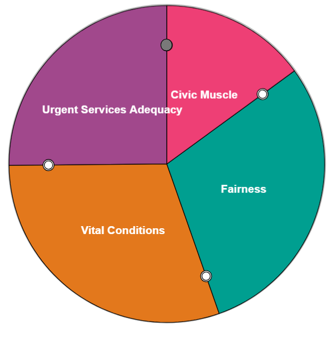 Civic Muscle
Urgent Services Adequacy
Fairness
Vital Conditions